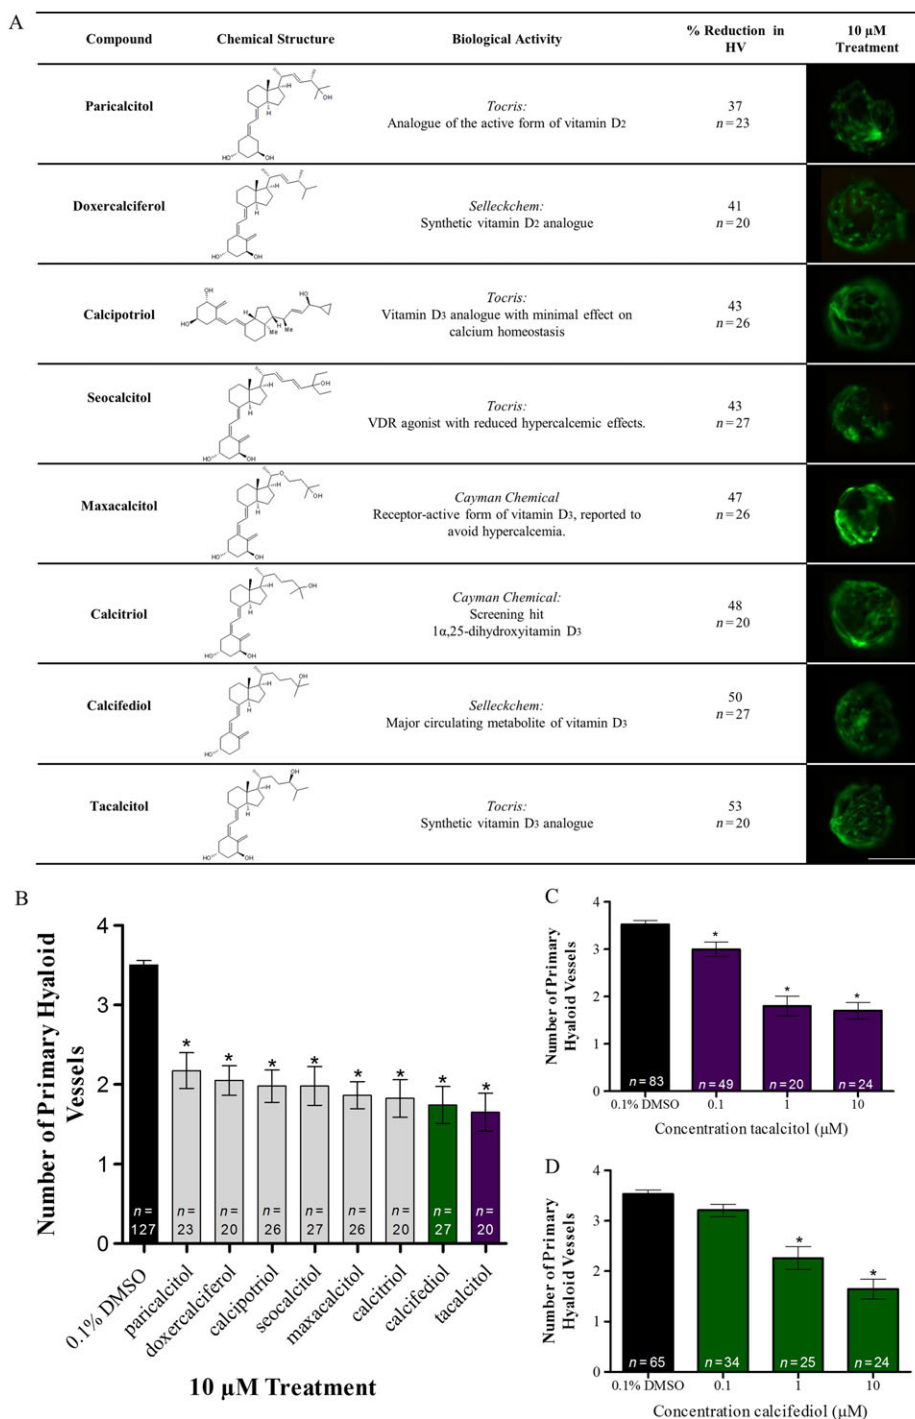 A
Compound Chemical Structure Biological Activity % Reduction in HV 10 µM Treatment
Paricalcitol
Tocris:
Analogue of the active form of vitamin D2
37
n = 23
Doxercalciferol
Selleckchem:
Synthetic vitamin D2 analogue
41
n = 20
Calcipotriol
Tocris:
Vitamin D3 analogue with minimal effect on
calcium homeostasis
43
n = 26
Seocalcitol
Tocris:
VDR agonist with reduced hypercalcemic effects.
43
n = 27
Maxacalcitol
Cayman Chemical
Receptor-active form of vitamin D3, reported to
avoid hypercalcemia.
47
n = 26
Calcitriol
Cayman Chemical:
Screening hit
1α,25-dihydroxyitamin D3
48
n = 20
Calcifediol
Selleckchem:
Major circulating metabolite of vitamin D3
50
n = 27
Tacalcitol
Tocris:
Synthetic vitamin D3 analogue
53
n = 20
B
Number of Primary Hyaloid
Vessels
4
3
2
1
0
* * * * * * * *
n = 127
n = 23
n = 20
n = 26
n = 27
n = 26
n = 20
n = 27
n = 20
0.1% DMSO
paricalcitol
doxercalciferol
calcipotriol
seocalcitol
maxacalcitol
calcitriol
calcifediol
tacalcitol
10 µM Treatment
C
Number of Primary
Hyaloid Vessels
4
3
2
1
0
* * *
n = 83 n = 49 n = 20 n = 24
0.1% DMSO 0.1 1 10
Concentration tacalcitol (µM)
D
Number of Primary
Hyaloid Vessels
4
3
2
1
0
* *
n = 65 n = 34 n = 25 n = 24
0.1% DMSO 0.1 1 10
Concentration calcifediol (µM)